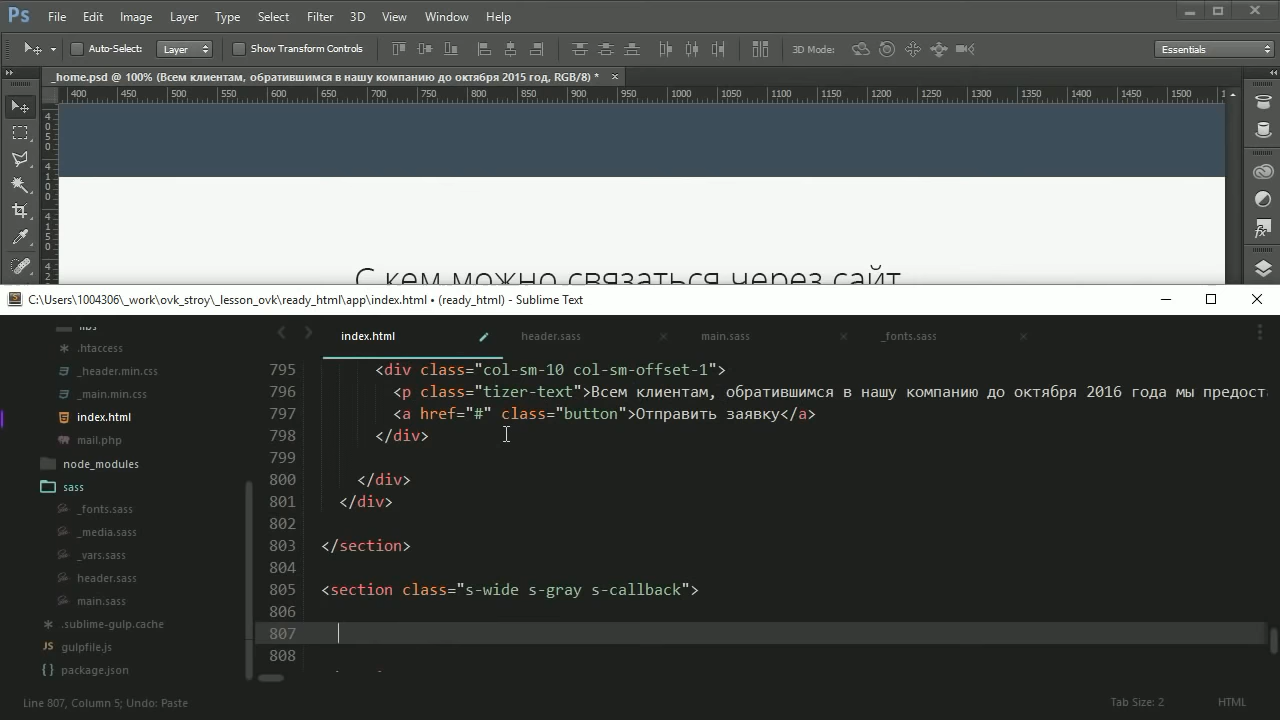 Ps File Edit Image Layer Type Select Filter 3D View Window Help
Auto-Select: Layer Show Transform Controls 3D Mode: Essentials
_home.psd @ 100% (Всем клиентам, обратившимся в нашу компанию до октября 2015 год, RGB/8) *
400 450 500 550 600 650 700 750 800 850 900 950 1000 1050 1100 1150 1200 1250 1300 1350 1400 1450 1500
С кем можно связаться через сайт
C:\Users\1004306\_work\ovk_stroy\_lesson_ovk\ready_html\app\index.html • (ready_html) - Sublime Text
libs
.htaccess
_header.min.css
_main.min.css
index.html
mail.php
node_modules
sass
_fonts.sass
_media.sass
_vars.sass
header.sass
main.sass
.sublime-gulp.cache
gulpfile.js
package.json
index.html header.sass main.sass _fonts.sass
795 <div class="col-sm-10 col-sm-offset-1">
796 <p class="tizer-text">Всем клиентам, обратившимся в нашу компанию до октября 2016 года мы предост
797 <a href="#" class="button">Отправить заявку</a>
798 </div>
799
800 </div>
801 </div>
802
803 </section>
804
805 <section class="s-wide s-gray s-callback">
806
807
808
Line 807, Column 5; Undo: Paste Tab Size: 2 HTML